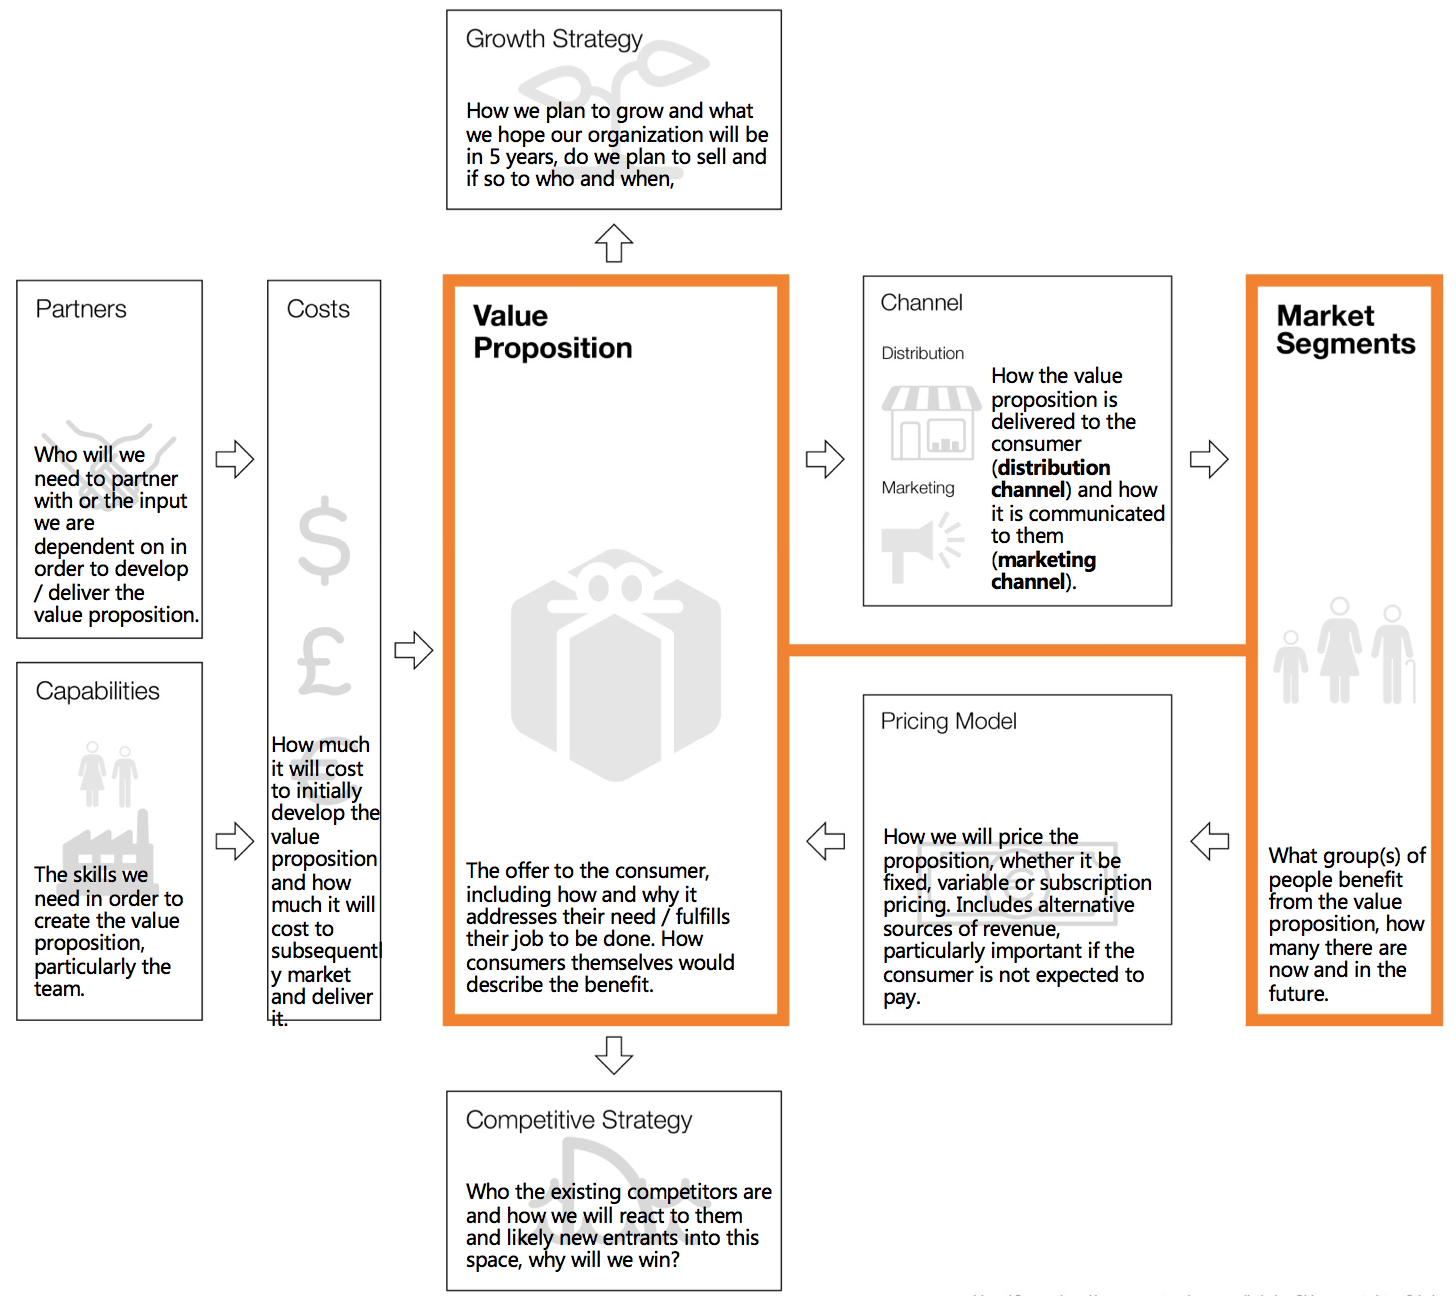 Growth Strategy
How we plan to grow and what
we hope our organization will be
in 5 years, do we plan to sell and
if so to who and when,
Partners
Who will we
need to partner
with or the input
we are
dependent on in
order to develop
/ deliver the
value proposition.
Capabilities
The skills we
need in order to
create the value
proposition,
particularly the
team.
Costs
$
£
€
How much
it will cost
to initially
develop the
value
proposition
and how
much it will
cost to
subsequentl
y market
and deliver
it.
Value
Proposition
The offer to the consumer,
including how and why it
addresses their need / fulfills
their job to be done. How
consumers themselves would
describe the benefit.
Channel
Distribution
Marketing
How the value
proposition is
delivered to the
consumer
(distribution
channel) and how
it is communicated
to them
(marketing
channel).
Pricing Model
How we will price the
proposition, whether it be
fixed, variable or subscription
pricing. Includes alternative
sources of revenue,
particularly important if the
consumer is not expected to
pay.
Market
Segments
What group(s) of
people benefit
from the value
proposition, how
many there are
now and in the
future.
Competitive Strategy
Who the existing competitors are
and how we will react to them
and likely new entrants into this
space, why will we win?